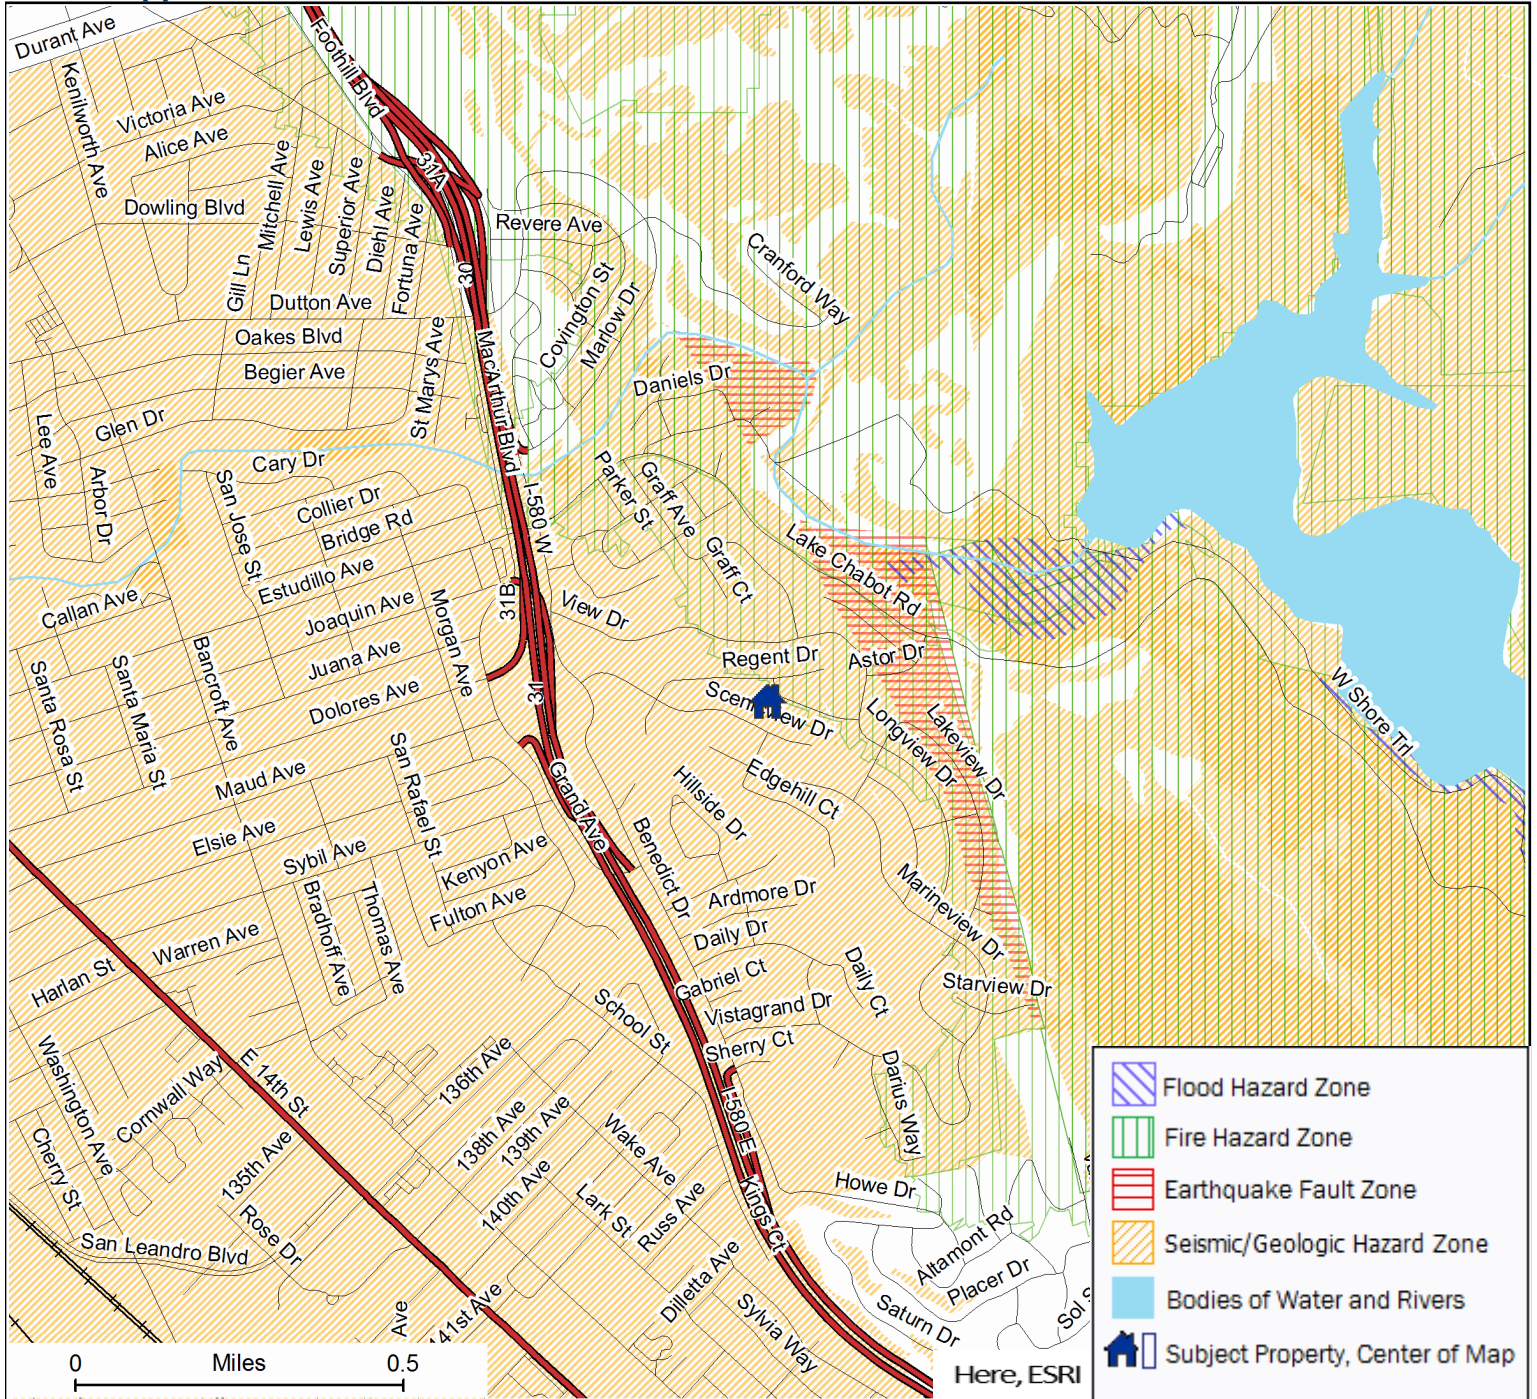 Durant Ave
Foothill Blvd
Kenilworth Ave
Victoria Ave
Alice Ave
31A
Mitchell Ave
Lewis Ave
Superior Ave
Diehl Ave
Fortuna Ave
Dowling Blvd
Gill Ln
30
Revere Ave
Cranford Way
Covington St
Marlow Dr
Dutton Ave
Oakes Blvd
Begier Ave
St Marys Ave
MacArthur Blvd
Daniels Dr
Lee Ave
Glen Dr
Arbor Dr
Cary Dr
San Jose St
Collier Dr
Bridge Rd
I-580 W
Parker St
Graff Ave
Graff Ct
Lake Chabot Rd
Estudillo Ave
Callan Ave
Joaquin Ave
Morgan Ave
31B
View Dr
Juana Ave
Bancroft Ave
Santa Rosa St
Santa Maria St
Dolores Ave
31
Regent Dr
Astor Dr
Longview Dr
Lakeview Dr
W Shore Trl
Maud Ave
San Rafael St
Grand Ave
Hillside Dr
Edgehill Ct
Elsie Ave
Sybil Ave
Kenyon Ave
Benedict Dr
Bradhoff Ave
Thomas Ave
Fulton Ave
Ardmore Dr
Marineview Dr
Warren Ave
Daily Dr
Harlan St
Gabriel Ct
Daily Ct
Starview Dr
Vistagrand Dr
School St
Sherry Ct
Washington Ave
Cornwall Way
E 14th St
136th Ave
Darius Way
I-580 E
138th Ave
139th Ave
Wake Ave
Cherry St
135th Ave
140th Ave
Lark St
Russ Ave
Kings Ct
Howe Dr
Altamont Rd
Placer Dr
San Leandro Blvd
Rose Dr
Dilletta Ave
Saturn Dr
Sol S
Ave
141st Ave
Sylvia Way
0 Miles 0.5
Here, ESRI
Flood Hazard Zone
Fire Hazard Zone
Earthquake Fault Zone
Seismic/Geologic Hazard Zone
Bodies of Water and Rivers
Subject Property, Center of Map